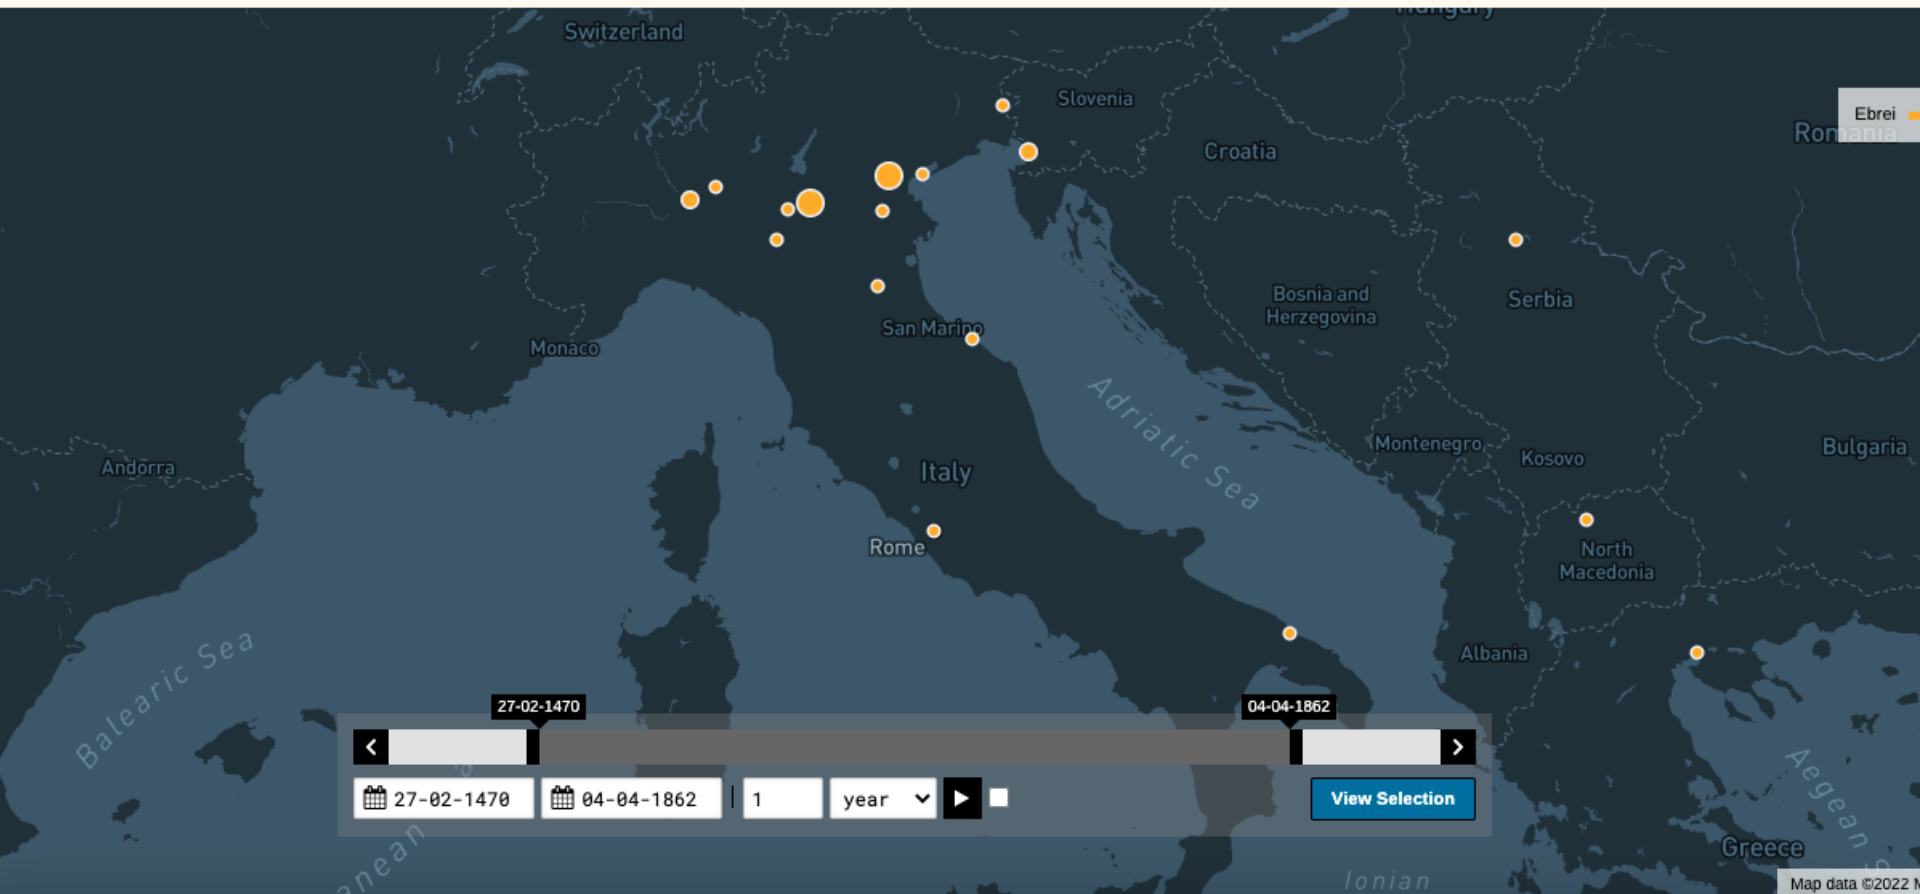 Hungary
Switzerland
Slovenia
Ebrei
Romania
Croatia
Bosnia and
Herzegovina
Serbia
San Marino
Monaco
Adriatic Sea
Montenegro
Kosovo
Bulgaria
Andorra
Italy
Rome
North
Macedonia
Albania
Balearic Sea
27-02-1470
04-04-1862
27-02-1470 04-04-1862 | 1 year View Selection
Aegean S
Greece
nean
Ionian
Map data ©2022